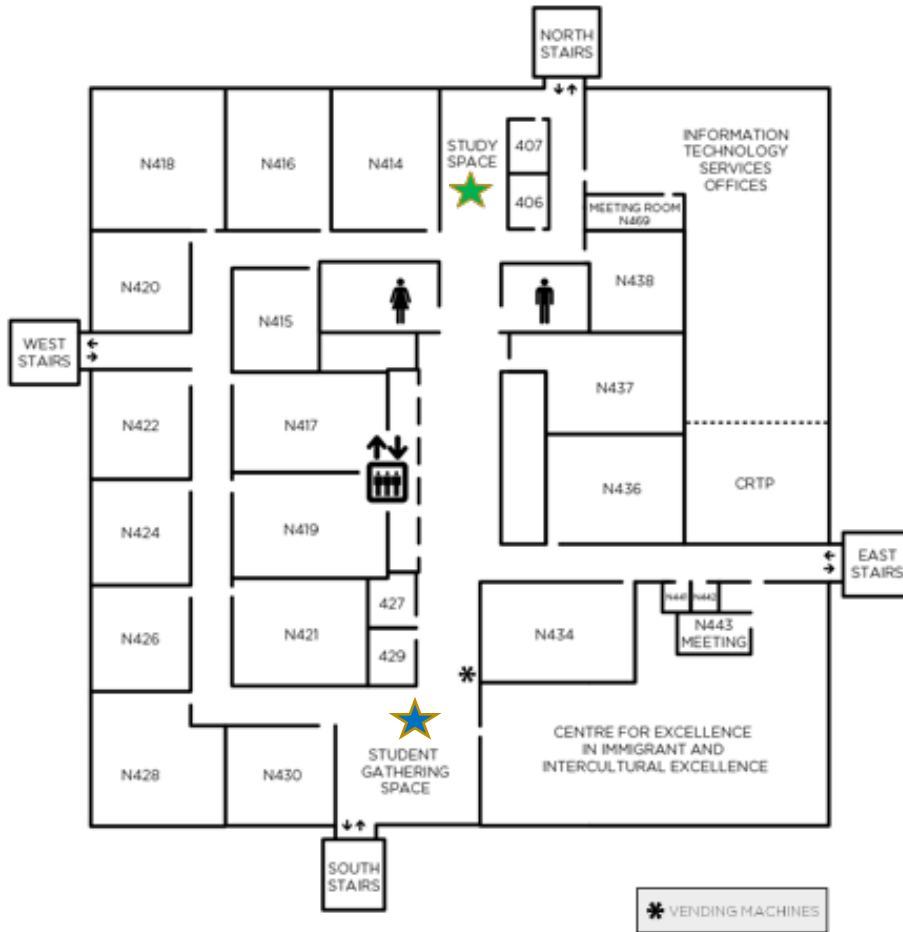 NORTH
STAIRS
N418
N416
N414
STUDY
SPACE
407
406
INFORMATION
TECHNOLOGY
SERVICES
OFFICES
MEETING ROOM
N469
N420
N415
N438
WEST
STAIRS
N422
N417
N437
N424
N419
N436
CRTP
EAST
STAIRS
N426
N421
427
429
N434
N441
N442
N443
MEETING
N428
N430
STUDENT
GATHERING
SPACE
CENTRE FOR EXCELLENCE
IN IMMIGRANT AND
INTERCULTURAL EXCELLENCE
SOUTH
STAIRS
VENDING MACHINES